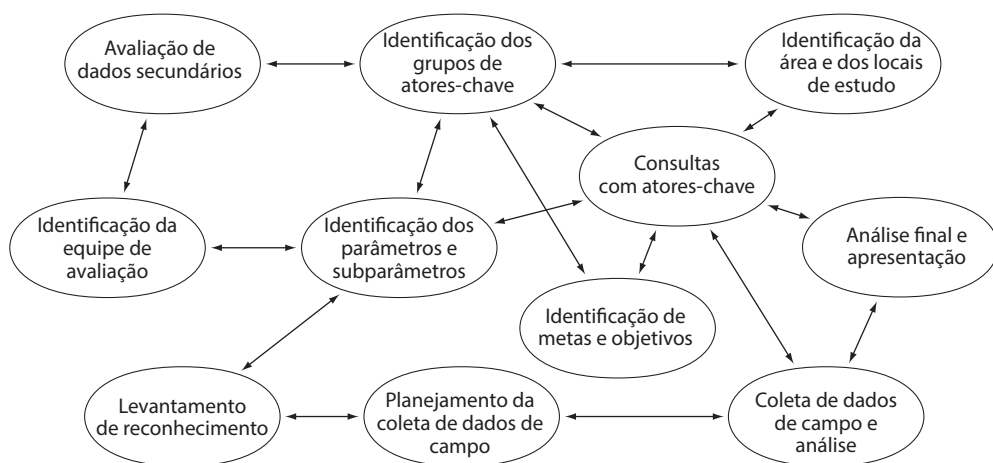 Avaliação de
dados secundários
Identificação dos
grupos de
atores-chave
Identificação da
área e dos locais
de estudo
Consultas
com atores-chave
Identificação da
equipe de
avaliação
Identificação dos
parâmetros e
subparâmetros
Análise final e
apresentação
Identificação de
metas e objetivos
Levantamento
de reconhecimento
Planejamento da
coleta de dados de
campo
Coleta de dados
de campo e
análise